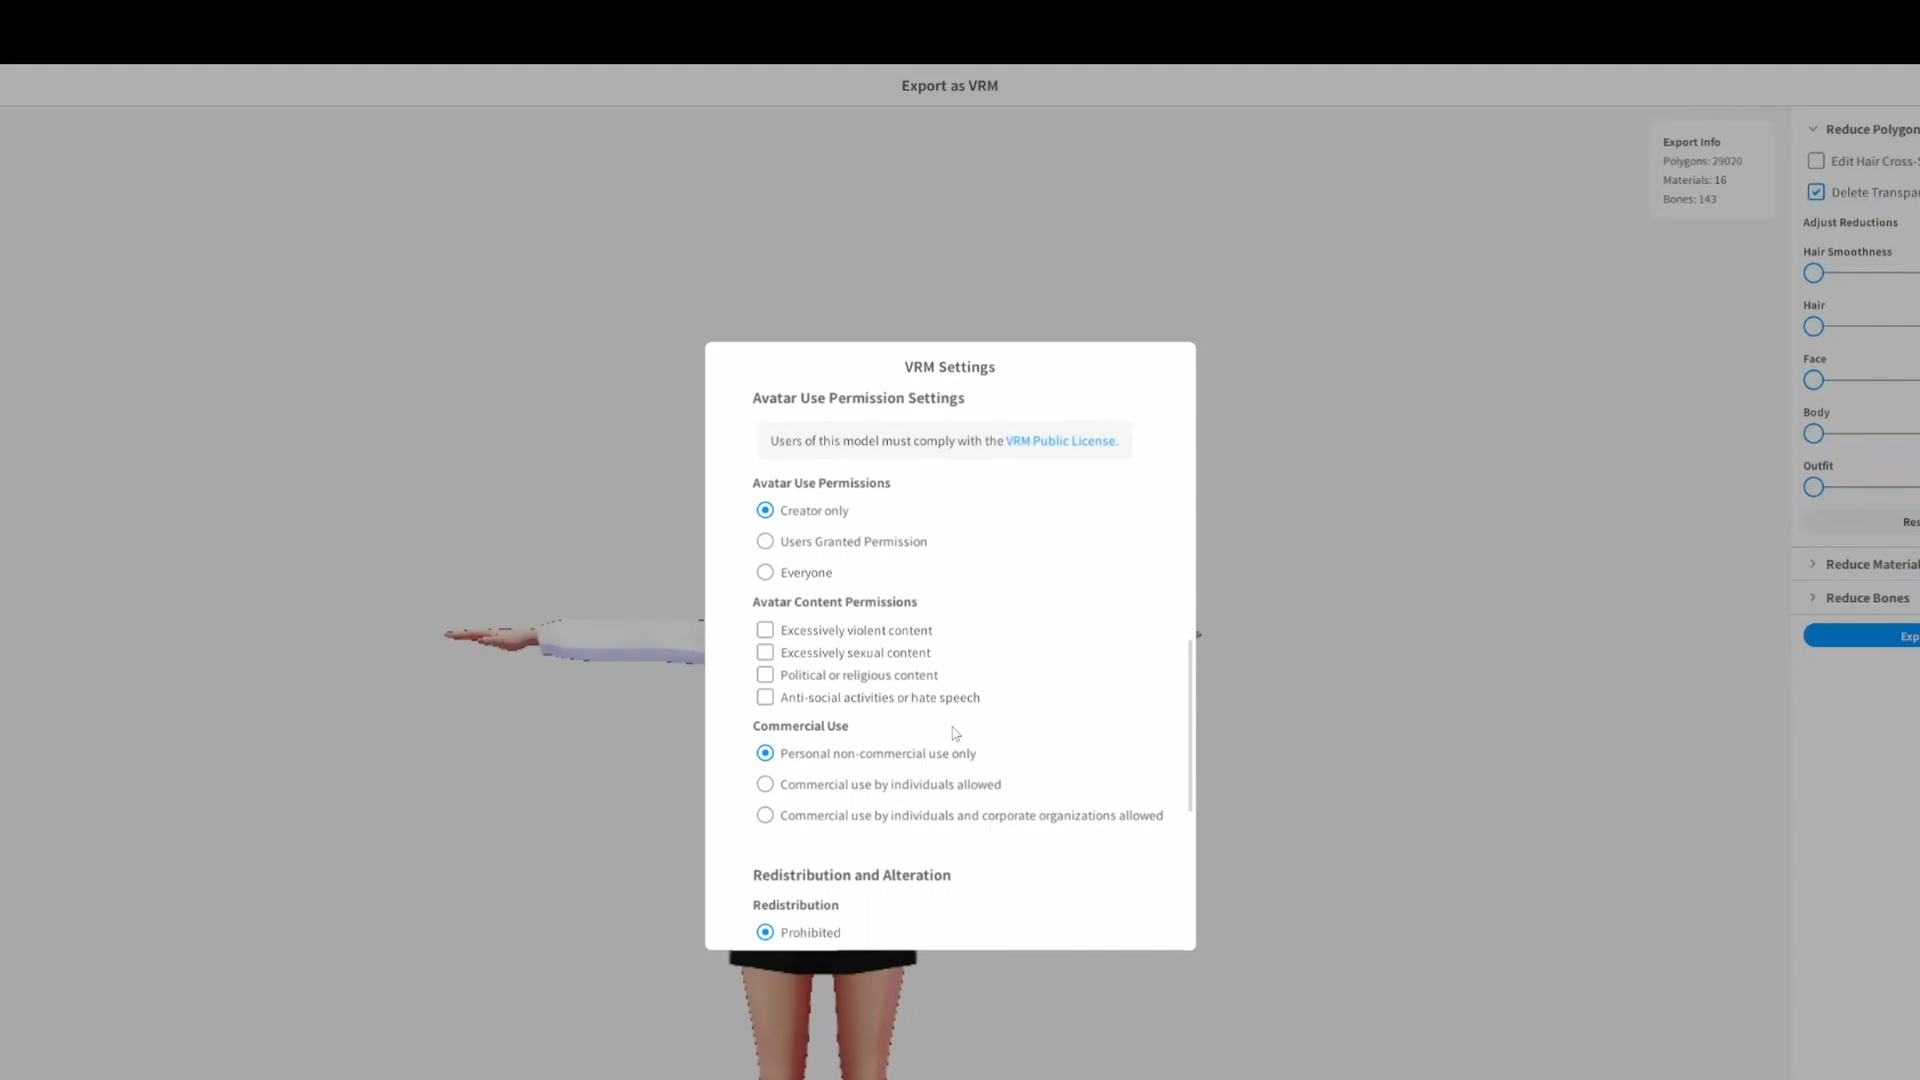 Export as VRM
Export Info
Polygons: 29020
Materials: 16
Bones: 143
Reduce Polygon
Edit Hair Cross-
Delete Transpa
Adjust Reductions
Hair Smoothness
Hair
Face
Body
Outfit
Res
Reduce Material
Reduce Bones
Exp
VRM Settings
Avatar Use Permission Settings
Users of this model must comply with the VRM Public License.
Avatar Use Permissions
Creator only
Users Granted Permission
Everyone
Avatar Content Permissions
Excessively violent content
Excessively sexual content
Political or religious content
Anti-social activities or hate speech
Commercial Use
Personal non-commercial use only
Commercial use by individuals allowed
Commercial use by individuals and corporate organizations allowed
Redistribution and Alteration
Redistribution
Prohibited